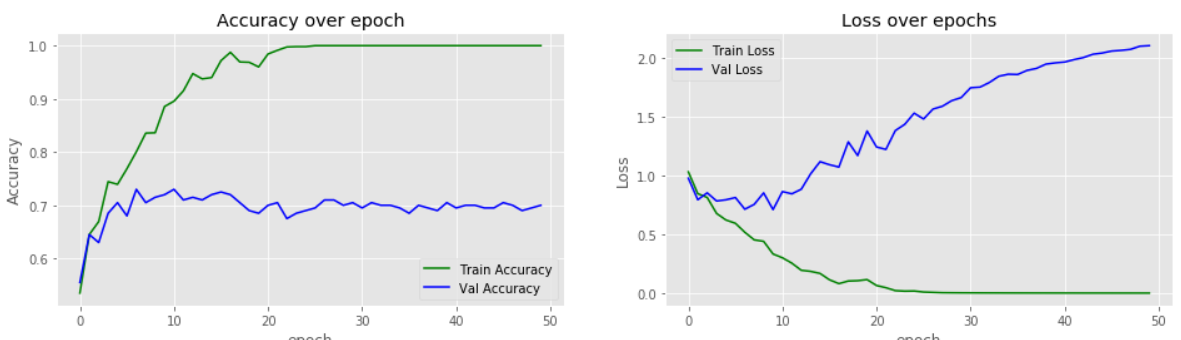 Accuracy over epoch
1.0
0.9
0.8
0.7
0.6
Accuracy
Train Accuracy
Val Accuracy
0 10 20 30 40 50
epoch
Loss over epochs
2.0
1.5
1.0
0.5
0.0
Loss
Train Loss
Val Loss
0 10 20 30 40 50
epoch